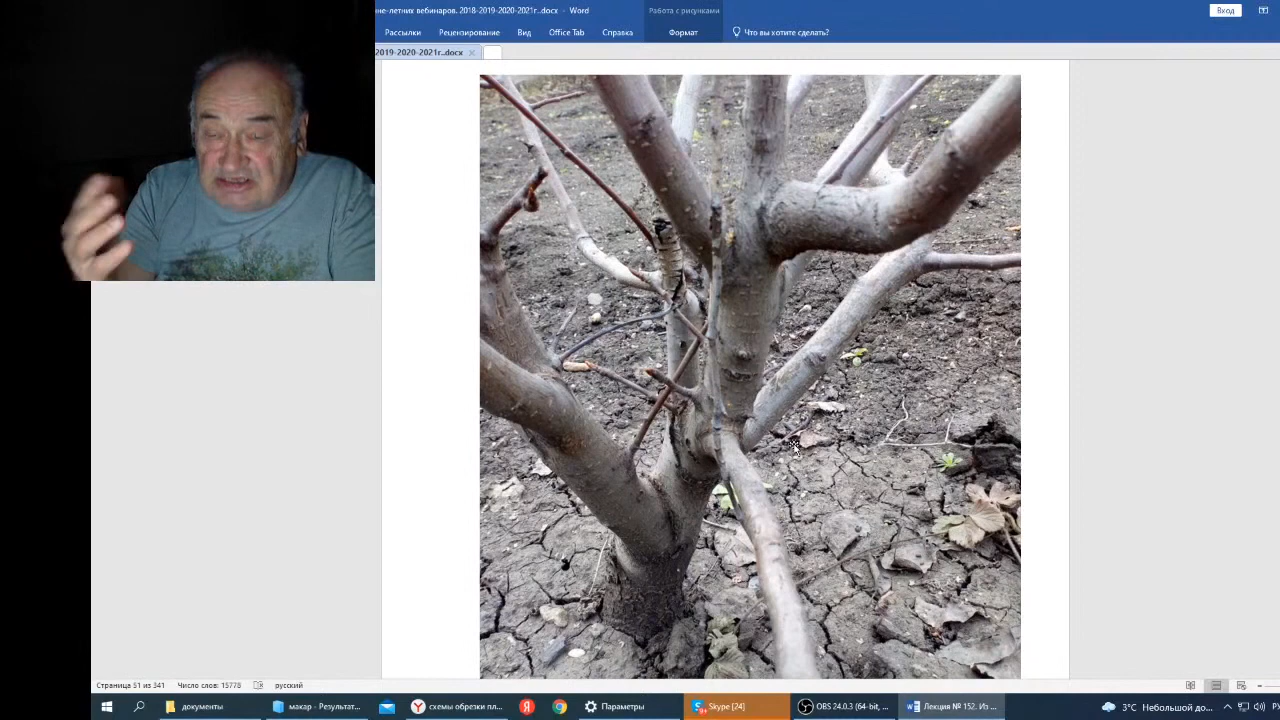 не-летних вебинаров. 2018-2019-2020-2021г..docx - Word
Работа с рисунками
Вход
Рассылки Рецензирование Вид Office Tab Справка Формат Что вы хотите сделать?
2019-2020-2021г..docx
Страница 51 из 341 Число слов: 15778 русский
документы макар - Результат... схемы обрезки пл... Я Параметры Skype [24] OBS 24.0.3 (64-bit, ... Лекция № 152. Из ... 3°C Небольшой до...